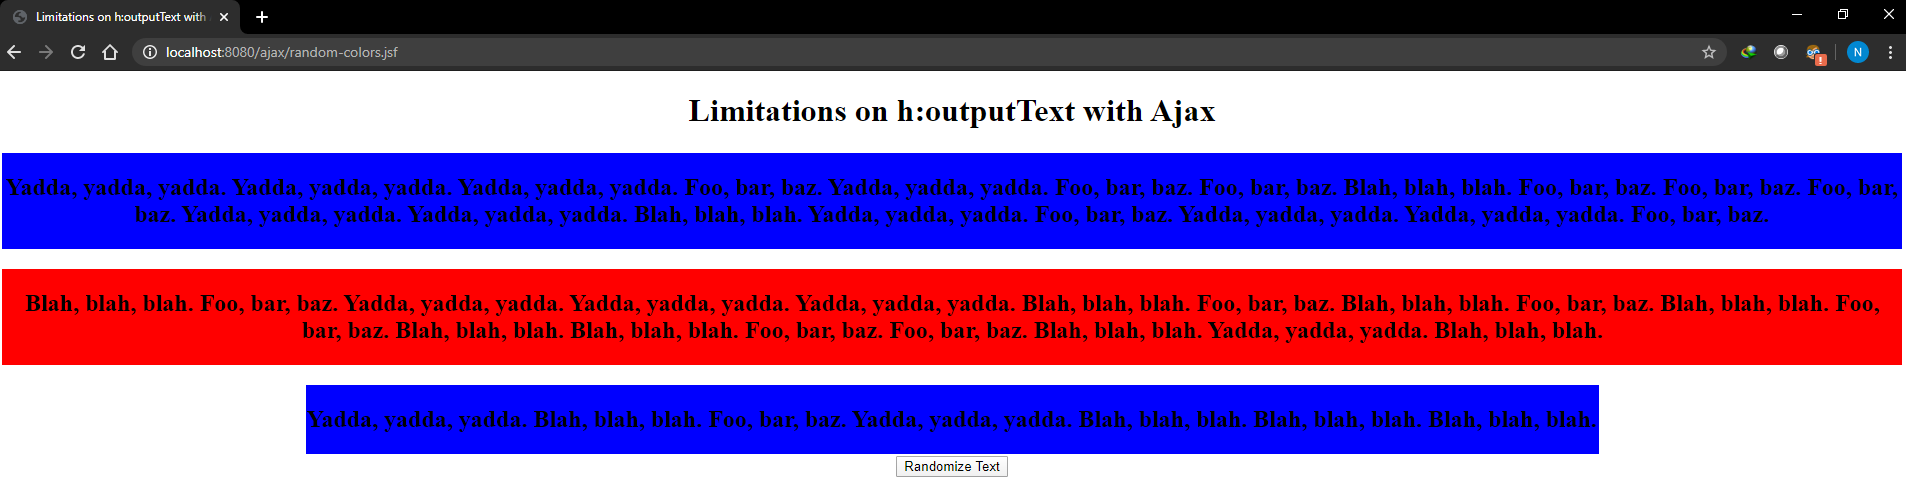 Limitations on h:outputText with
localhost:8080/ajax/random-colors.jsf
N
Limitations on h:outputText with Ajax
Yadda, yadda, yadda. Yadda, yadda, yadda. Yadda, yadda, yadda. Foo, bar, baz. Yadda, yadda, yadda. Foo, bar, baz. Foo, bar, baz. Blah, blah, blah. Foo, bar, baz. Foo, bar, baz. Foo, bar,
baz. Yadda, yadda, yadda. Yadda, yadda, yadda. Blah, blah, blah. Yadda, yadda, yadda. Foo, bar, baz. Yadda, yadda, yadda. Yadda, yadda, yadda. Foo, bar, baz.
Blah, blah, blah. Foo, bar, baz. Yadda, yadda, yadda. Yadda, yadda, yadda. Yadda, yadda, yadda. Blah, blah, blah. Foo, bar, baz. Blah, blah, blah. Foo, bar, baz. Blah, blah, blah. Foo,
bar, baz. Blah, blah, blah. Blah, blah, blah. Foo, bar, baz. Foo, bar, baz. Blah, blah, blah. Yadda, yadda, yadda. Blah, blah, blah.
Yadda, yadda, yadda. Blah, blah, blah. Foo, bar, baz. Yadda, yadda, yadda. Blah, blah, blah. Blah, blah, blah. Blah, blah, blah.
Randomize Text